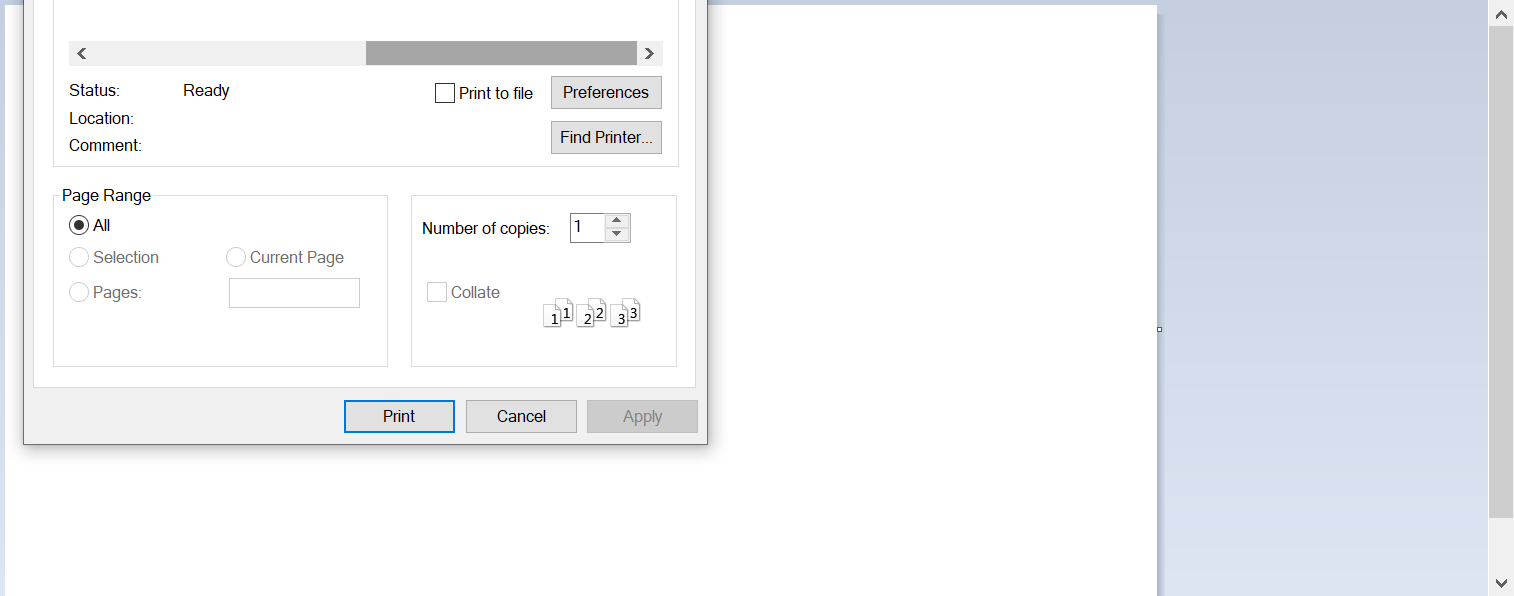 Status: Ready
Print to file Preferences
Location:
Find Printer...
Comment:
Page Range
All
Selection Current Page
Pages:
Number of copies: 1
Collate
1 1 2 2 3 3
Print Cancel Apply